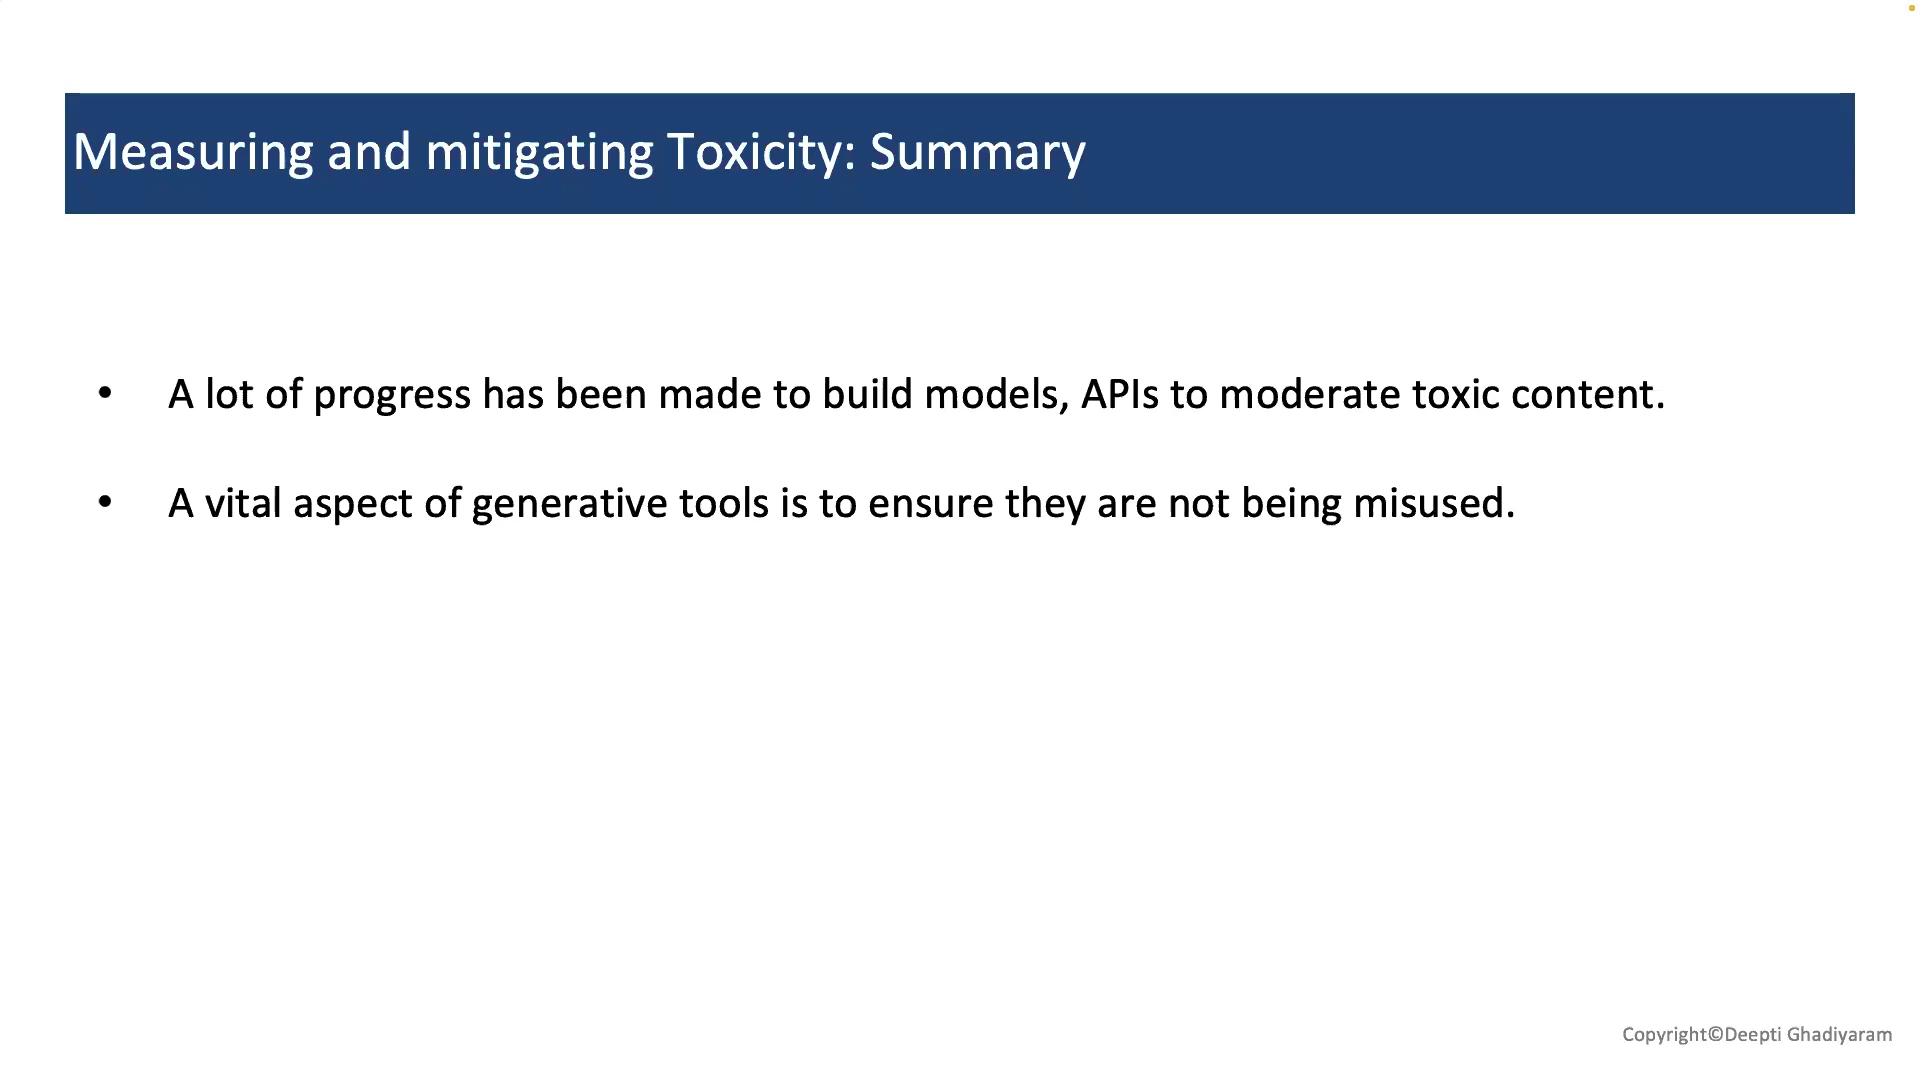 Measuring and mitigating Toxicity: Summary
• A lot of progress has been made to build models, APIs to moderate toxic content.
• A vital aspect of generative tools is to ensure they are not being misused.
Copyright©Deepti Ghadiyaram